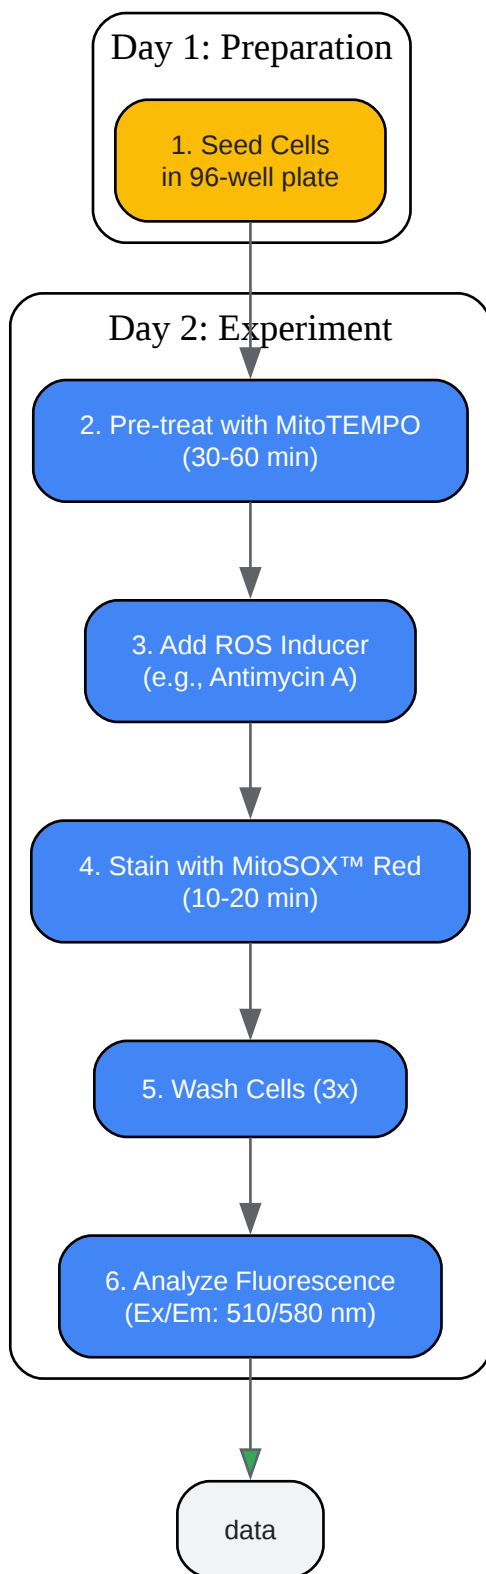 Day 1: Preparation
1. Seed Cells
in 96-well plate
Day 2: Experiment
2. Pre-treat with MitoTEMPO
(30-60 min)
3. Add ROS Inducer
(e.g., Antimycin A)
4. Stain with MitoSOX™ Red
(10-20 min)
5. Wash Cells (3x)
6. Analyze Fluorescence
(Ex/Em: 510/580 nm)
data